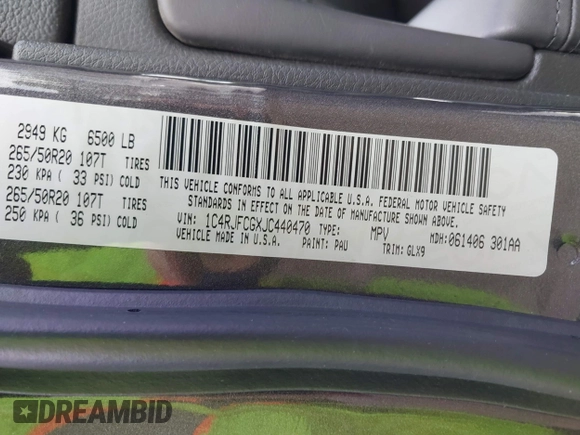 2949 KG 6500 LB
265/50R20 107T TIRES
230 KPA ( 33 PSI) COLD
265/50R20 107T TIRES
250 KPA ( 36 PSI) COLD
THIS VEHICLE CONFORMS TO ALL APPLICABLE U.S.A. FEDERAL MOTOR VEHICLE SAFETY
STANDARDS IN EFFECT ON THE DATE OF MANUFACTURE SHOWN ABOVE.
VIN: 1C4RJFCGXJC440470 TYPE: MPV MDH: 061406 301AA
VEHICLE MADE IN U.S.A. PAINT: PAU TRIM: GLX9
DREAMBID